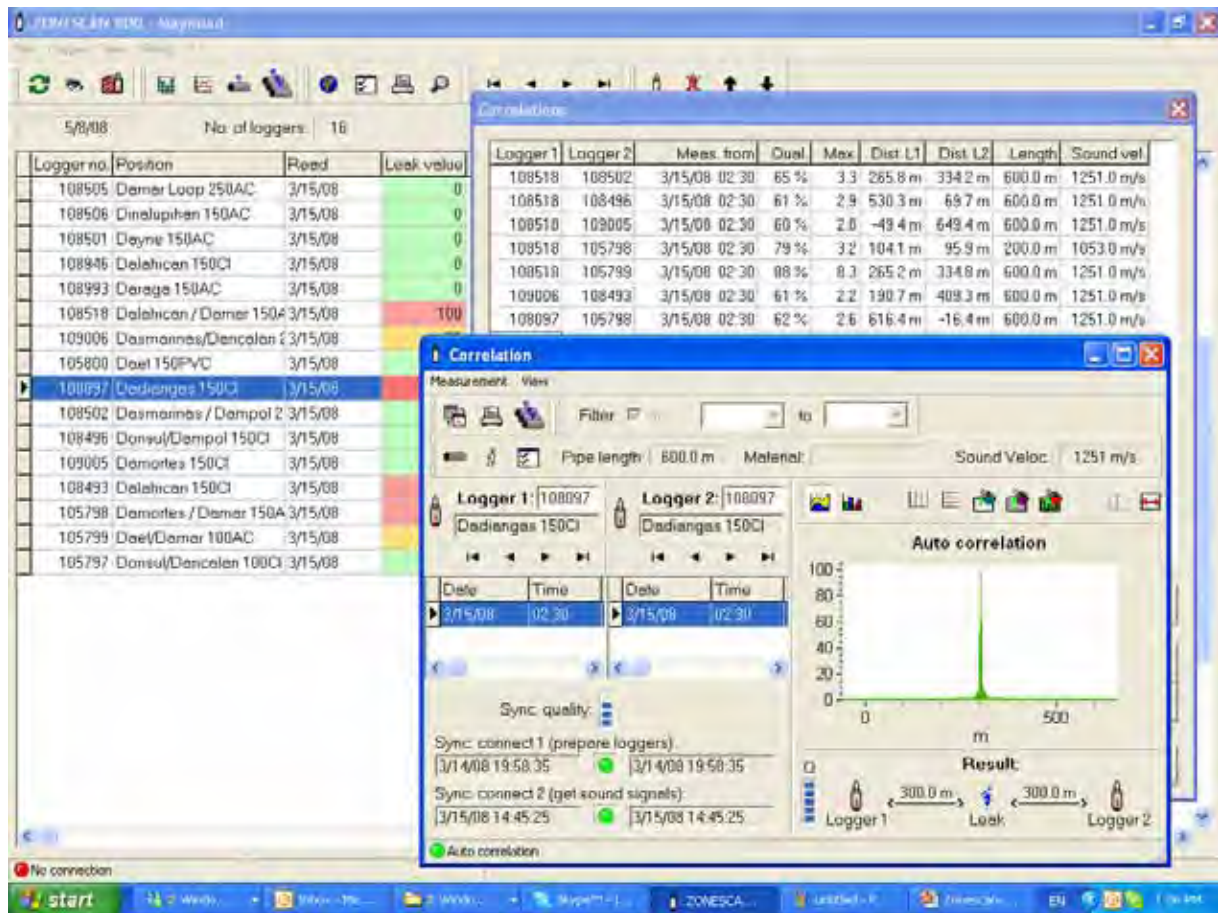 ZONESCAN 800 - Maynilad
5/8/08 No. of loggers: 16
Logger no. Position Read Leak value
108505 Damar Loop 250AC 3/15/08 0
108506 Dinalupihan 150AC 3/15/08 0
108501 Dayne 150AC 3/15/08 0
108946 Dalahican 150CI 3/15/08 0
108993 Daraga 150AC 3/15/08 0
108518 Dalahican / Damar 150A 3/15/08 100
109006 Dasmarinas/Dancalan 3/15/08
105800 Daet 150PVC 3/15/08
108097 Dadiangas 150CI 3/15/08
108502 Dasmarinas / Dampol 2 3/15/08
108496 Donsul/Dampol 150CI 3/15/08
109005 Damortes 150CI 3/15/08
108493 Dalahican 150CI 3/15/08
105798 Damortes / Damar 150A 3/15/08
105799 Daet/Damar 100AC 3/15/08
105797 Donsul/Dancalan 100CI 3/15/08
No connection
Correlations
Logger 1 Logger 2 Meas. from Qual. Max. Dist L1 Dist L2 Length Sound vel.
108518 108502 3/15/08 02:30 65 % 3.3 265.8 m 334.2 m 600.0 m 1251.0 m/s
108518 108496 3/15/08 02:30 61 % 2.9 530.3 m 69.7 m 600.0 m 1251.0 m/s
108518 109005 3/15/08 02:30 60 % 2.8 -49.4 m 649.4 m 600.0 m 1251.0 m/s
108518 105798 3/15/08 02:30 79 % 3.2 104.1 m 95.9 m 200.0 m 1053.0 m/s
108518 105799 3/15/08 02:30 88 % 8.3 265.2 m 334.8 m 600.0 m 1251.0 m/s
109006 108493 3/15/08 02:30 61 % 2.2 190.7 m 409.3 m 600.0 m 1251.0 m/s
108097 105798 3/15/08 02:30 62 % 2.6 616.4 m -16.4 m 600.0 m 1251.0 m/s
Correlation
Measurement View
Filter to
Pipe length 600.0 m Material: Sound Veloc. 1251 m/s
Logger 1: 108097 Logger 2: 108097
Dadiangas 150CI Dadiangas 150CI
Date Time Date Time
3/15/08 02:30 3/15/08 02:30
Sync. quality:
Sync. connect 1 (prepare loggers)
3/14/08 19:58:35 3/14/08 19:58:35
Sync. connect 2 (get sound signals)
3/15/08 14:45:25 3/15/08 14:45:25
Auto correlation
Auto correlation
100
80
60
40
20
0
0 500
m
Q Result:
300.0 m 300.0 m
Logger 1 Leak Logger 2
start ZONESCA... EN